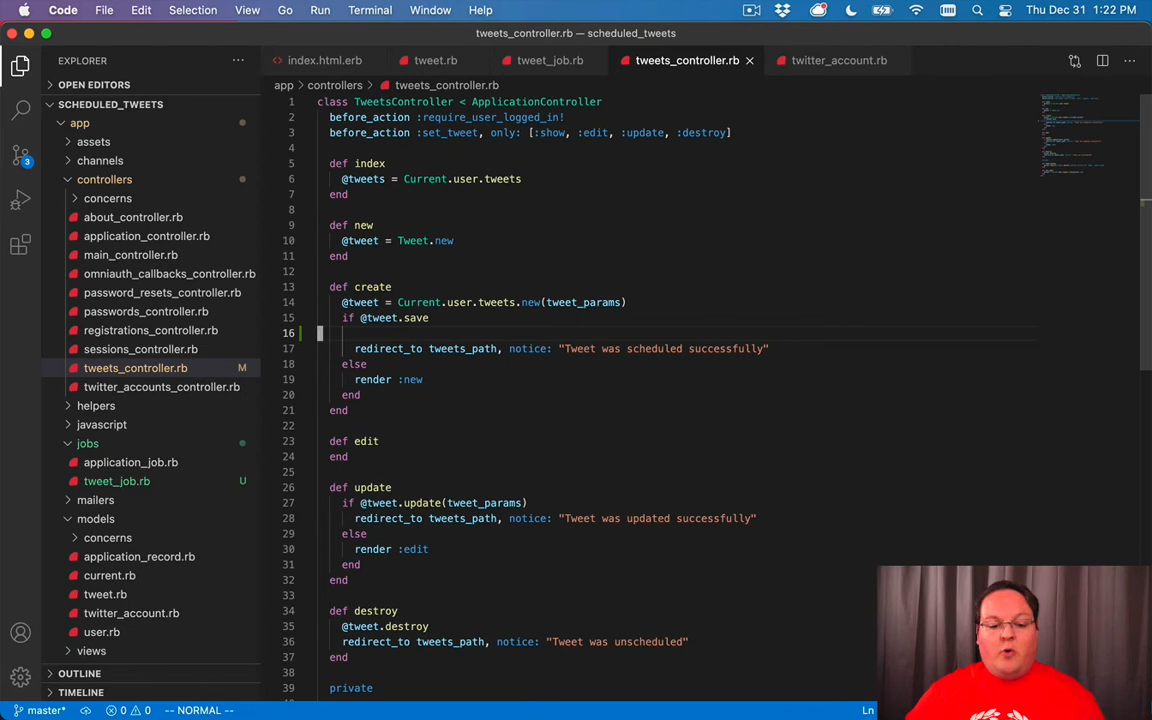 Code File Edit Selection View Go Run Terminal Window Help Thu Dec 31 1:22 PM
tweets_controller.rb — scheduled_tweets
EXPLORER
OPEN EDITORS
SCHEDULED_TWEETS
app
assets
channels
controllers
concerns
about_controller.rb
application_controller.rb
main_controller.rb
omniauth_callbacks_controller.rb
password_resets_controller.rb
passwords_controller.rb
registrations_controller.rb
sessions_controller.rb
tweets_controller.rb M
twitter_accounts_controller.rb
helpers
javascript
jobs
application_job.rb
tweet_job.rb U
mailers
models
concerns
application_record.rb
current.rb
tweet.rb
twitter_account.rb
user.rb
views
OUTLINE
TIMELINE
3
index.html.erb tweet.rb tweet_job.rb tweets_controller.rb twitter_account.rb
app controllers tweets_controller.rb
1 class TweetsController < ApplicationController
2 before_action :require_user_logged_in!
3 before_action :set_tweet, only: [:show, :edit, :update, :destroy]
4
5 def index
6 @tweets = Current.user.tweets
7 end
8
9 def new
10 @tweet = Tweet.new
11 end
12
13 def create
14 @tweet = Current.user.tweets.new(tweet_params)
15 if @tweet.save
16
17 redirect_to tweets_path, notice: "Tweet was scheduled successfully"
18 else
19 render :new
20 end
21 end
22
23 def edit
24 end
25
26 def update
27 if @tweet.update(tweet_params)
28 redirect_to tweets_path, notice: "Tweet was updated successfully"
29 else
30 render :edit
31 end
32 end
33
34 def destroy
35 @tweet.destroy
36 redirect_to tweets_path, notice: "Tweet was unscheduled"
37 end
38
39 private
master* 0 0 -- NORMAL -- Ln